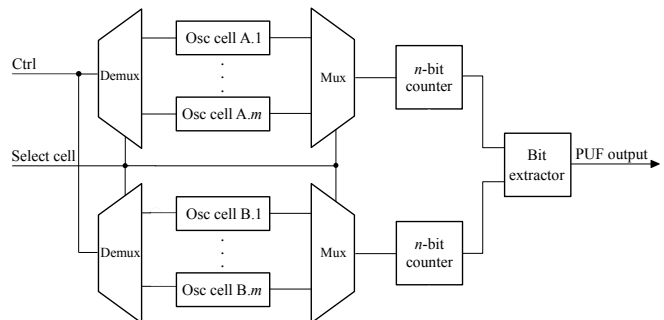 Ctrl
Demux
Osc cell A.1
Osc cell A.m
Mux
n-bit
counter
Select cell
Bit
extractor
PUF output
Demux
Osc cell B.1
Osc cell B.m
Mux
n-bit
counter